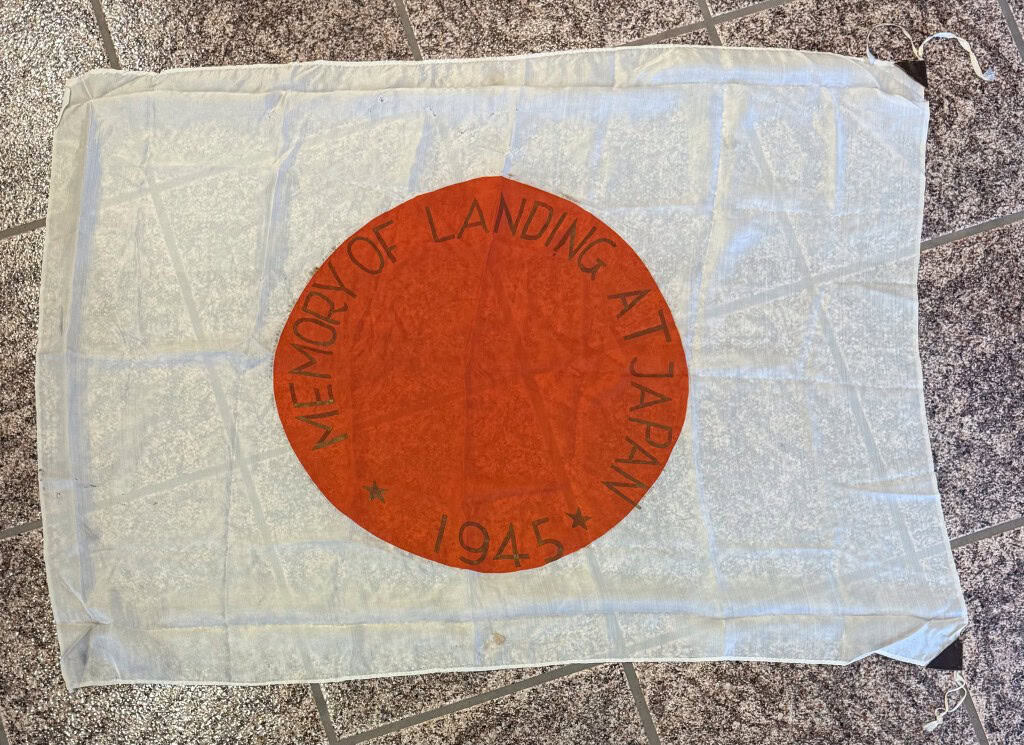 MEMORY OF LANDING AT JAPAN
★ 1945 ★